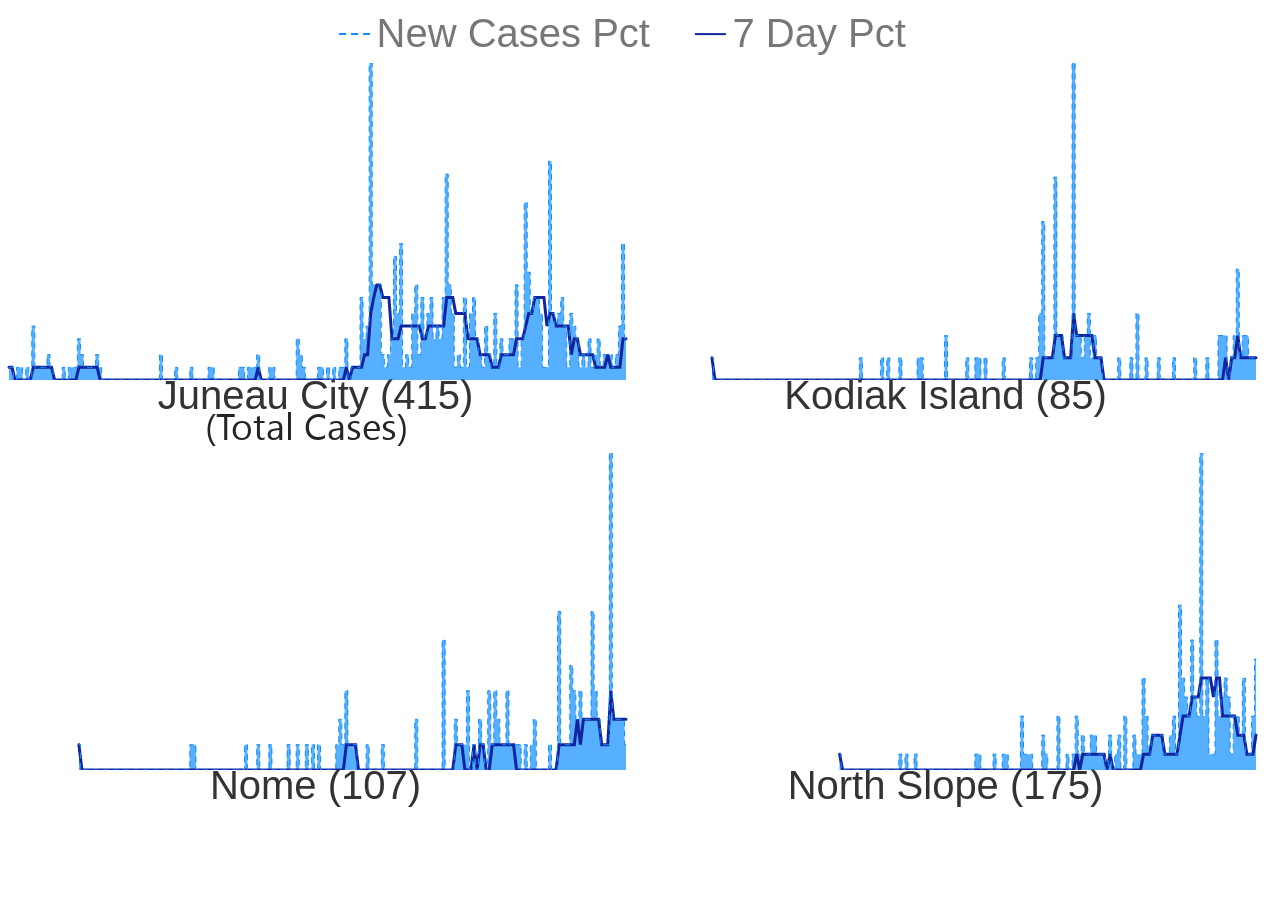 New Cases Pct 7 Day Pct
Juneau City (415) Kodiak Island (85)
(Total Cases)
Nome (107) North Slope (175)